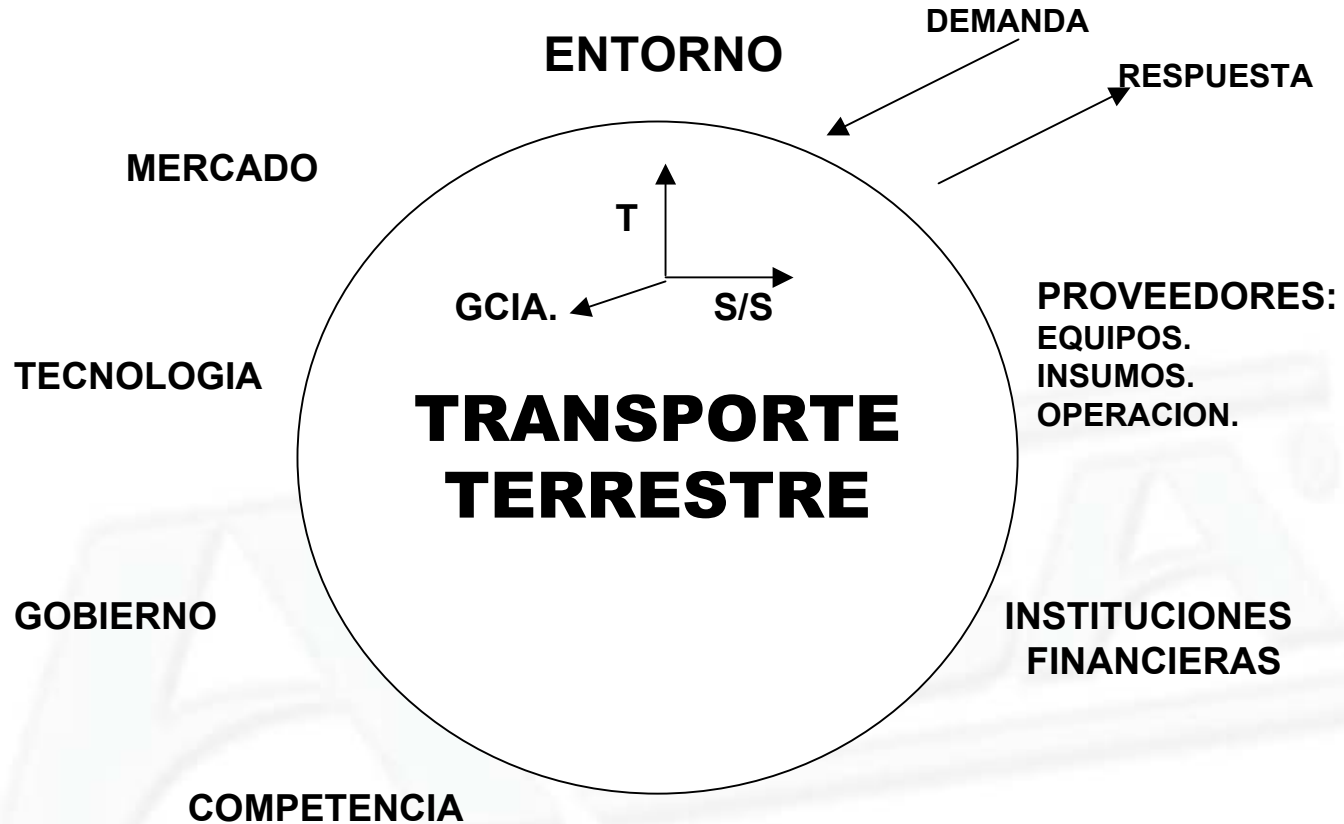 DEMANDA
ENTORNO
RESPUESTA
MERCADO
T
GCIA.
S/S
PROVEEDORES:
EQUIPOS.
INSUMOS.
OPERACION.
TECNOLOGIA
TRANSPORTE
TERRESTRE
GOBIERNO
INSTITUCIONES
FINANCIERAS
COMPETENCIA